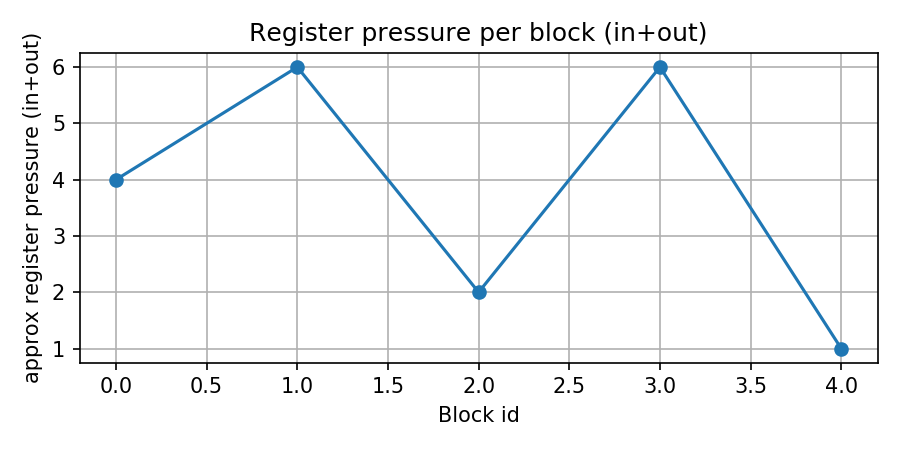 Register pressure per block (in+out)
approx register pressure (in+out)
6
5
4
3
2
1
0.0 0.5 1.0 1.5 2.0 2.5 3.0 3.5 4.0
Block id